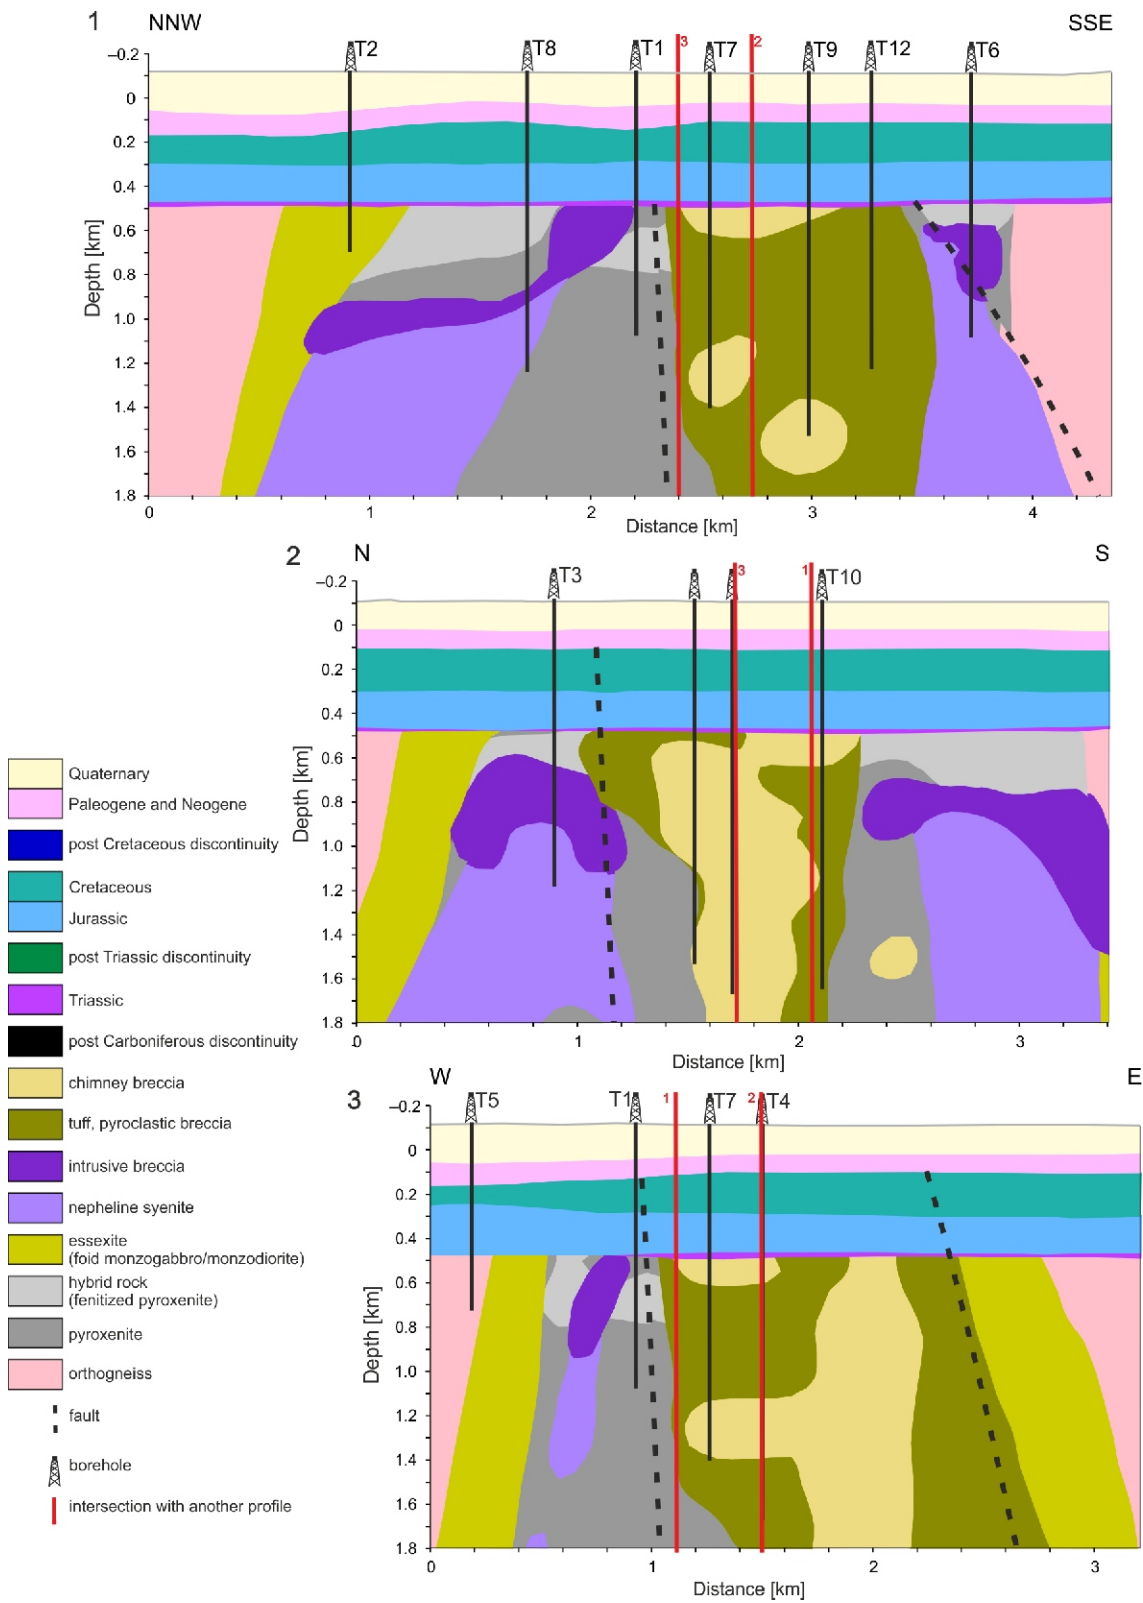 1 NNW SSE
−0.2
T2 T8 T1 3 T7 2 T9 T12 T6
0
0.2
0.4
0.6
0.8
1.0
1.2
1.4
1.6
1.8
Depth [km]
0 1 2 3 4
Distance [km]
2 N S
−0.2
T3 3 1 T10
0
0.2
0.4
0.6
0.8
1.0
1.2
1.4
1.6
1.8
Depth [km]
0 1 2 3
Distance [km]
3 W E
−0.2
T5 T1 1 T7 2 T4
0
0.2
0.4
0.6
0.8
1.0
1.2
1.4
1.6
1.8
Depth [km]
0 1 2 3
Distance [km]
Quaternary
Paleogene and Neogene
post Cretaceous discontinuity
Cretaceous
Jurassic
post Triassic discontinuity
Triassic
post Carboniferous discontinuity
chimney breccia
tuff, pyroclastic breccia
intrusive breccia
nepheline syenite
essexite
(foid monzogabbro/monzodiorite)
hybrid rock
(fenitized pyroxenite)
pyroxenite
orthogneiss
fault
borehole
intersection with another profile